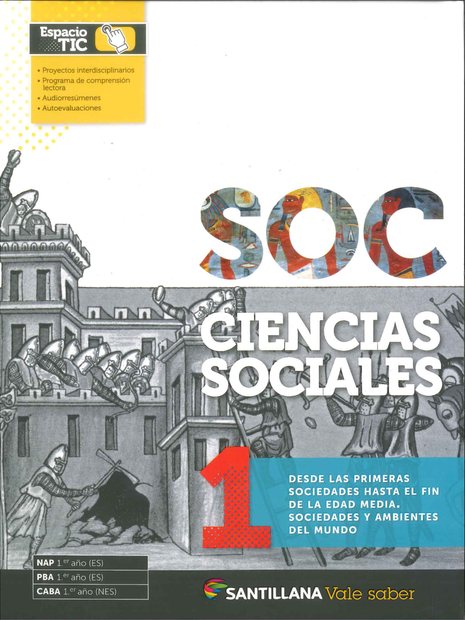 Espacio
TIC
• Proyectos interdisciplinarios
• Programa de comprensión
lectora
• Audiorresúmenes
• Autoevaluaciones
SOC
CIENCIAS
SOCIALES
1
DESDE LAS PRIMERAS
SOCIEDADES HASTA EL FIN
DE LA EDAD MEDIA.
SOCIEDADES Y AMBIENTES
DEL MUNDO
NAP 1.er año (ES)
PBA 1.er año (ES)
CABA 1.er año (NES)
SANTILLANA Vale saber